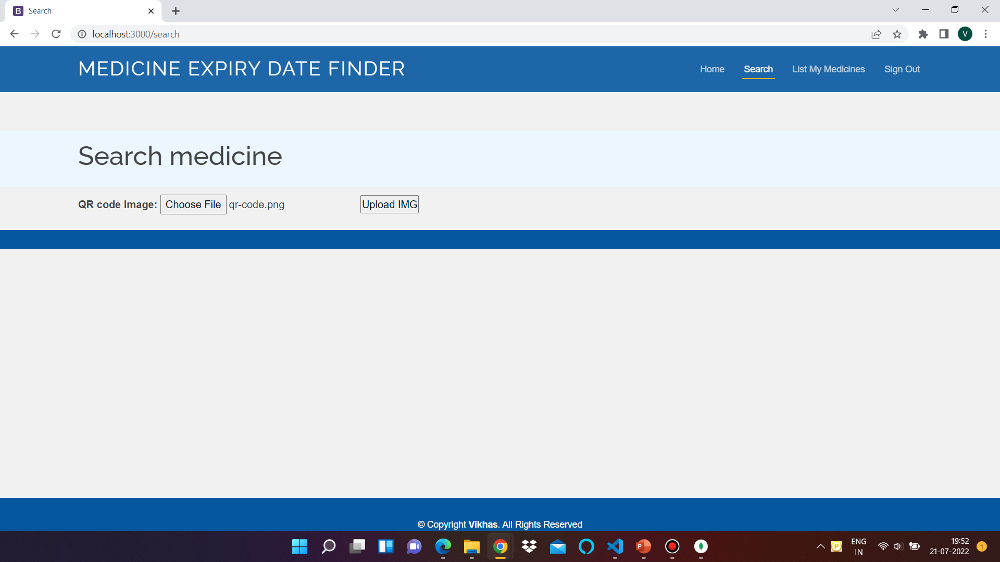 B Search
localhost:3000/search
V
MEDICINE EXPIRY DATE FINDER
Home Search List My Medicines Sign Out
Search medicine
QR code Image: Choose File qr-code.png Upload IMG
© Copyright Vikhas. All Rights Reserved
P
P
ENG
IN
19:52
21-07-2022
1